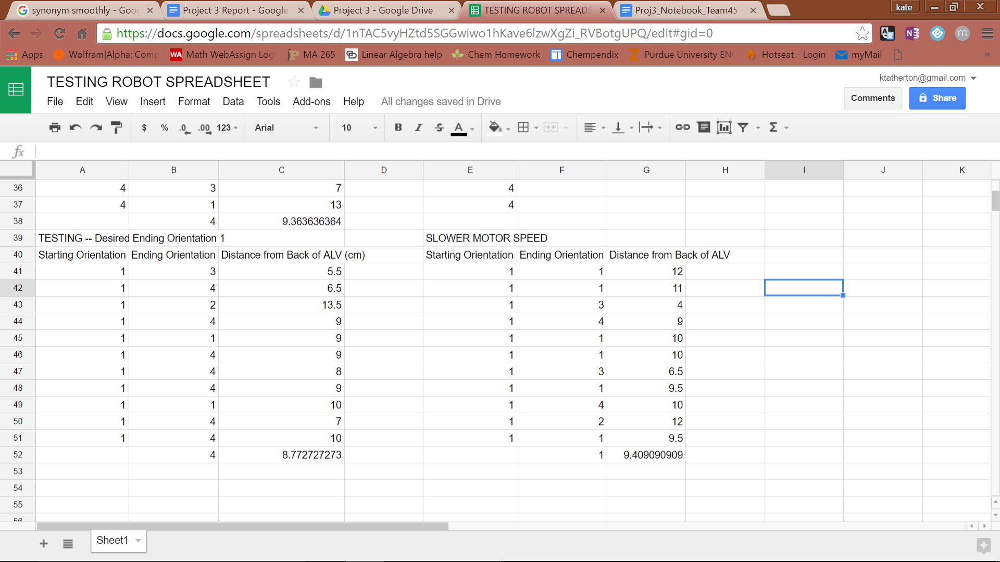 synonym smoothly - Goog
Project 3 Report - Google
Project 3 - Google Drive
TESTING ROBOT SPREADS
Proj3_Notebook_Team45 -
kate
https://docs.google.com/spreadsheets/d/1nTAC5vyHZtd5SGGwiwo1hKave6lzwXgZi_RVBotgUPQ/edit#gid=0
Apps Wolfram|Alpha: Comp WA Math WebAssign Logi MA 265 Linear Algebra help Chem Homework Chempendix Purdue University ENG Hotseat - Login myMail »
TESTING ROBOT SPREADSHEET
ktatherton@gmail.com
File Edit View Insert Format Data Tools Add-ons Help All changes saved in Drive
Comments Share
$ % .0 .00 123 Arial 10 B I S A Σ
fx
A B C D E F G H I J K
36 4 3 7 4
37 4 1 13 4
38 4 9.363636364
39 TESTING -- Desired Ending Orientation 1 SLOWER MOTOR SPEED
40 Starting Orientation Ending Orientation Distance from Back of ALV (cm) Starting Orientation Ending Orientation Distance from Back of ALV
41 1 3 5.5 1 1 12
42 1 4 6.5 1 1 11
43 1 2 13.5 1 3 4
44 1 4 9 1 4 9
45 1 1 9 1 1 10
46 1 4 9 1 1 10
47 1 4 8 1 3 6.5
48 1 4 9 1 1 9.5
49 1 1 10 1 4 10
50 1 4 7 1 2 12
51 1 4 10 1 1 9.5
52 4 8.772727273 1 9.409090909
53
54
55
56
+ Sheet1